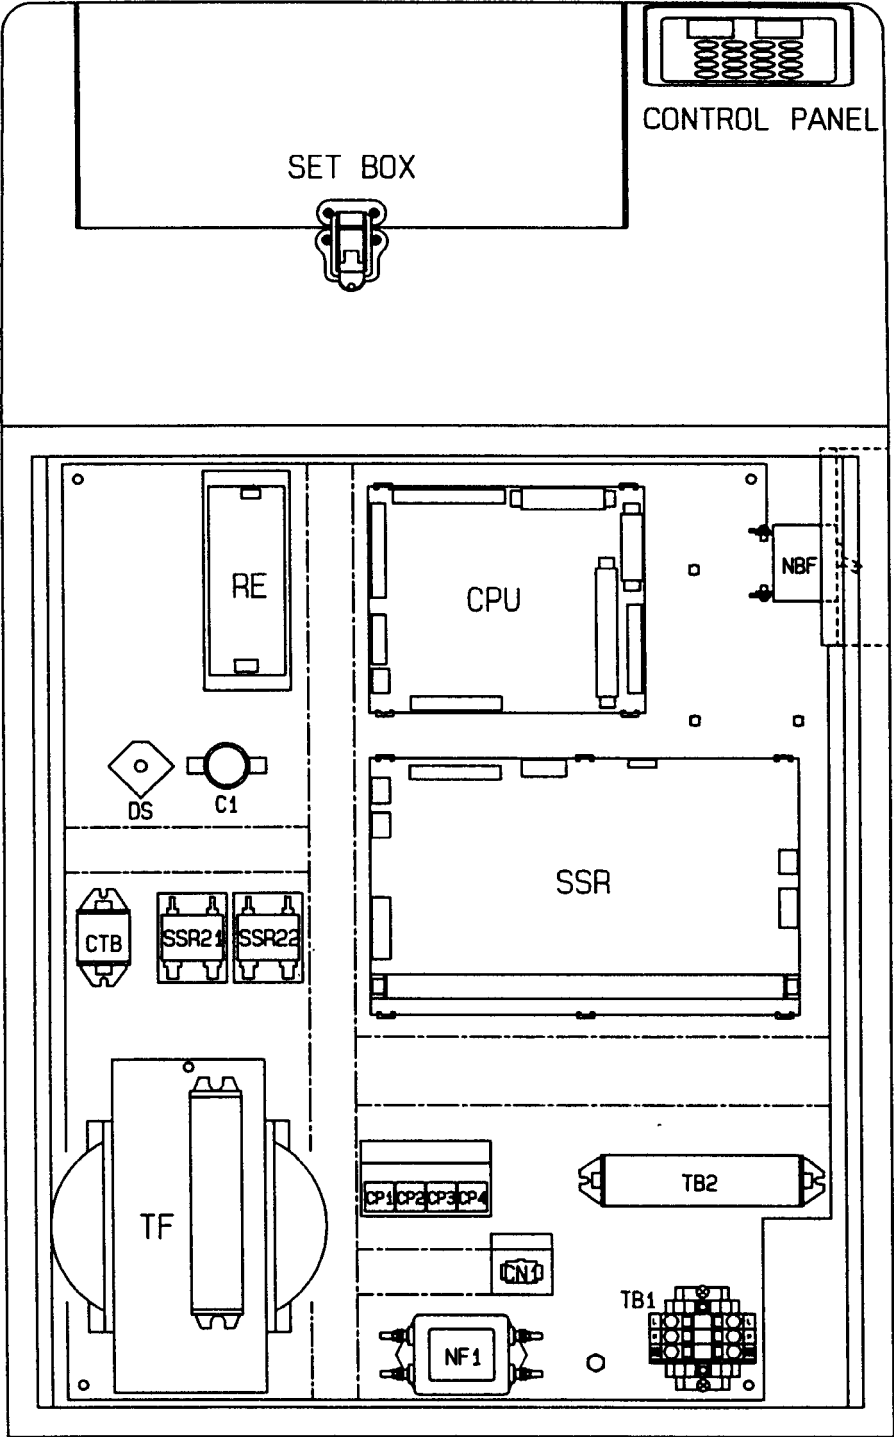 CONTROL PANEL
SET BOX
RE
CPU
NBF
DS
C1
SSR
CTB
SSR21
SSR22
TF
CP1 CP2 CP3 CP4
TB2
CN1
TB1
L L
NF1